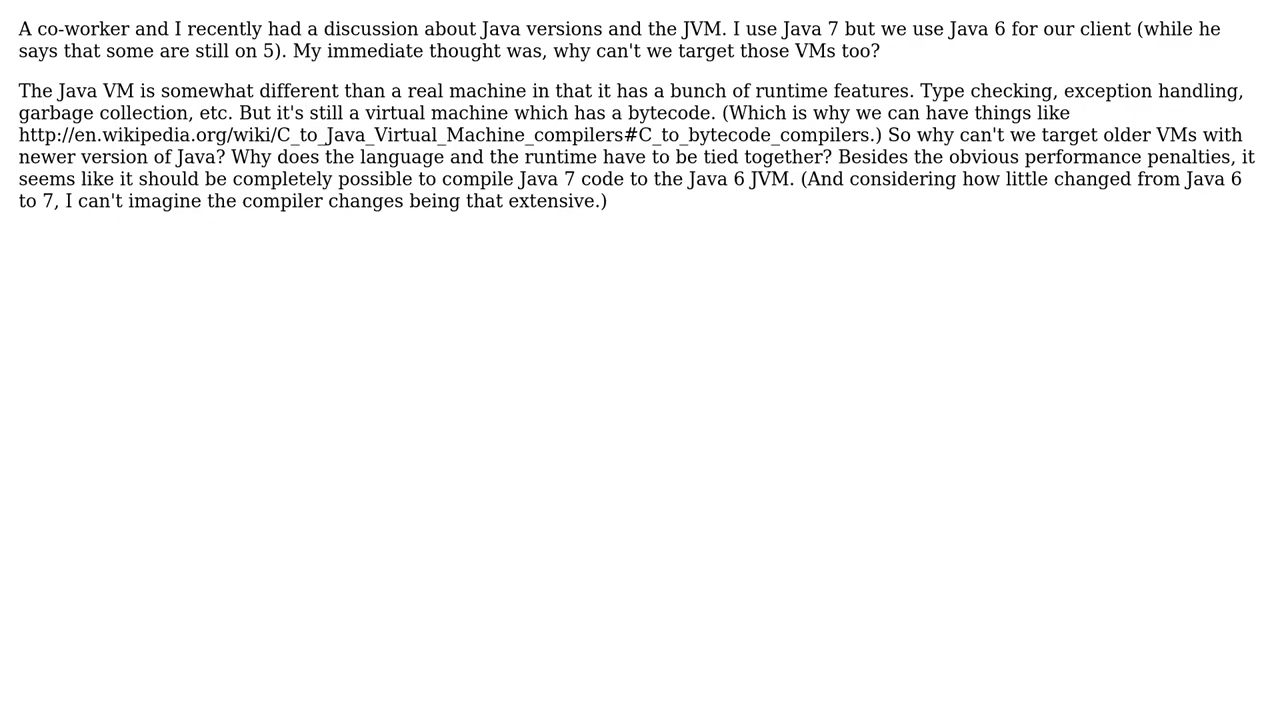 A co-worker and I recently had a discussion about Java versions and the JVM. I use Java 7 but we use Java 6 for our client (while he
says that some are still on 5). My immediate thought was, why can't we target those VMs too?
The Java VM is somewhat different than a real machine in that it has a bunch of runtime features. Type checking, exception handling,
garbage collection, etc. But it's still a virtual machine which has a bytecode. (Which is why we can have things like
http://en.wikipedia.org/wiki/C_to_Java_Virtual_Machine_compilers#C_to_bytecode_compilers.) So why can't we target older VMs with
newer version of Java? Why does the language and the runtime have to be tied together? Besides the obvious performance penalties, it
seems like it should be completely possible to compile Java 7 code to the Java 6 JVM. (And considering how little changed from Java 6
to 7, I can't imagine the compiler changes being that extensive.)